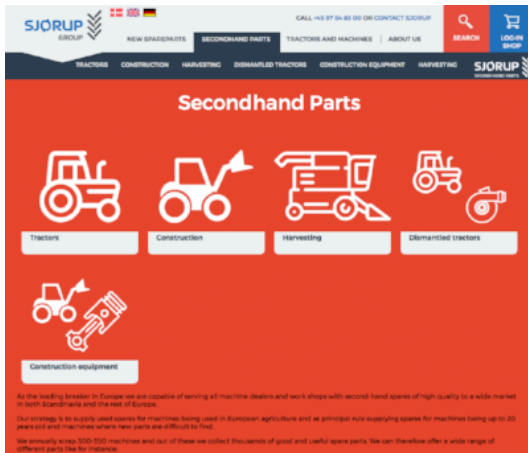 SJØRUP
GROUP
CALL +45 97 54 52 00 OR CONTACT SJORUP
NEW SPAREPARTS SECONDHAND PARTS TRACTORS AND MACHINES ABOUT US
SEARCH
LOG-IN
SHOP
TRACTORS CONSTRUCTION HARVESTING DISMANTLED TRACTORS CONSTRUCTION EQUIPMENT HARVESTING
SJØRUP
SECONDHAND PARTS
Secondhand Parts
Tractors
Construction
Harvesting
Dismantled tractors
Construction equipment
As the leading breaker in Europe we are capable of serving all machine dealers and work shops with second-hand spares of high quality to a wide market
in both Scandinavia and the rest of Europe.
Our strategy is to supply used spares for machines being used in European agriculture and as principal rule supplying spares for machines being up to 20
years old and machines where new parts are difficult to find.
We annually scrap 500-550 machines and out of these we collect thousands of good and useful spare parts. We can therefore offer a wide range of
different parts like for instance: